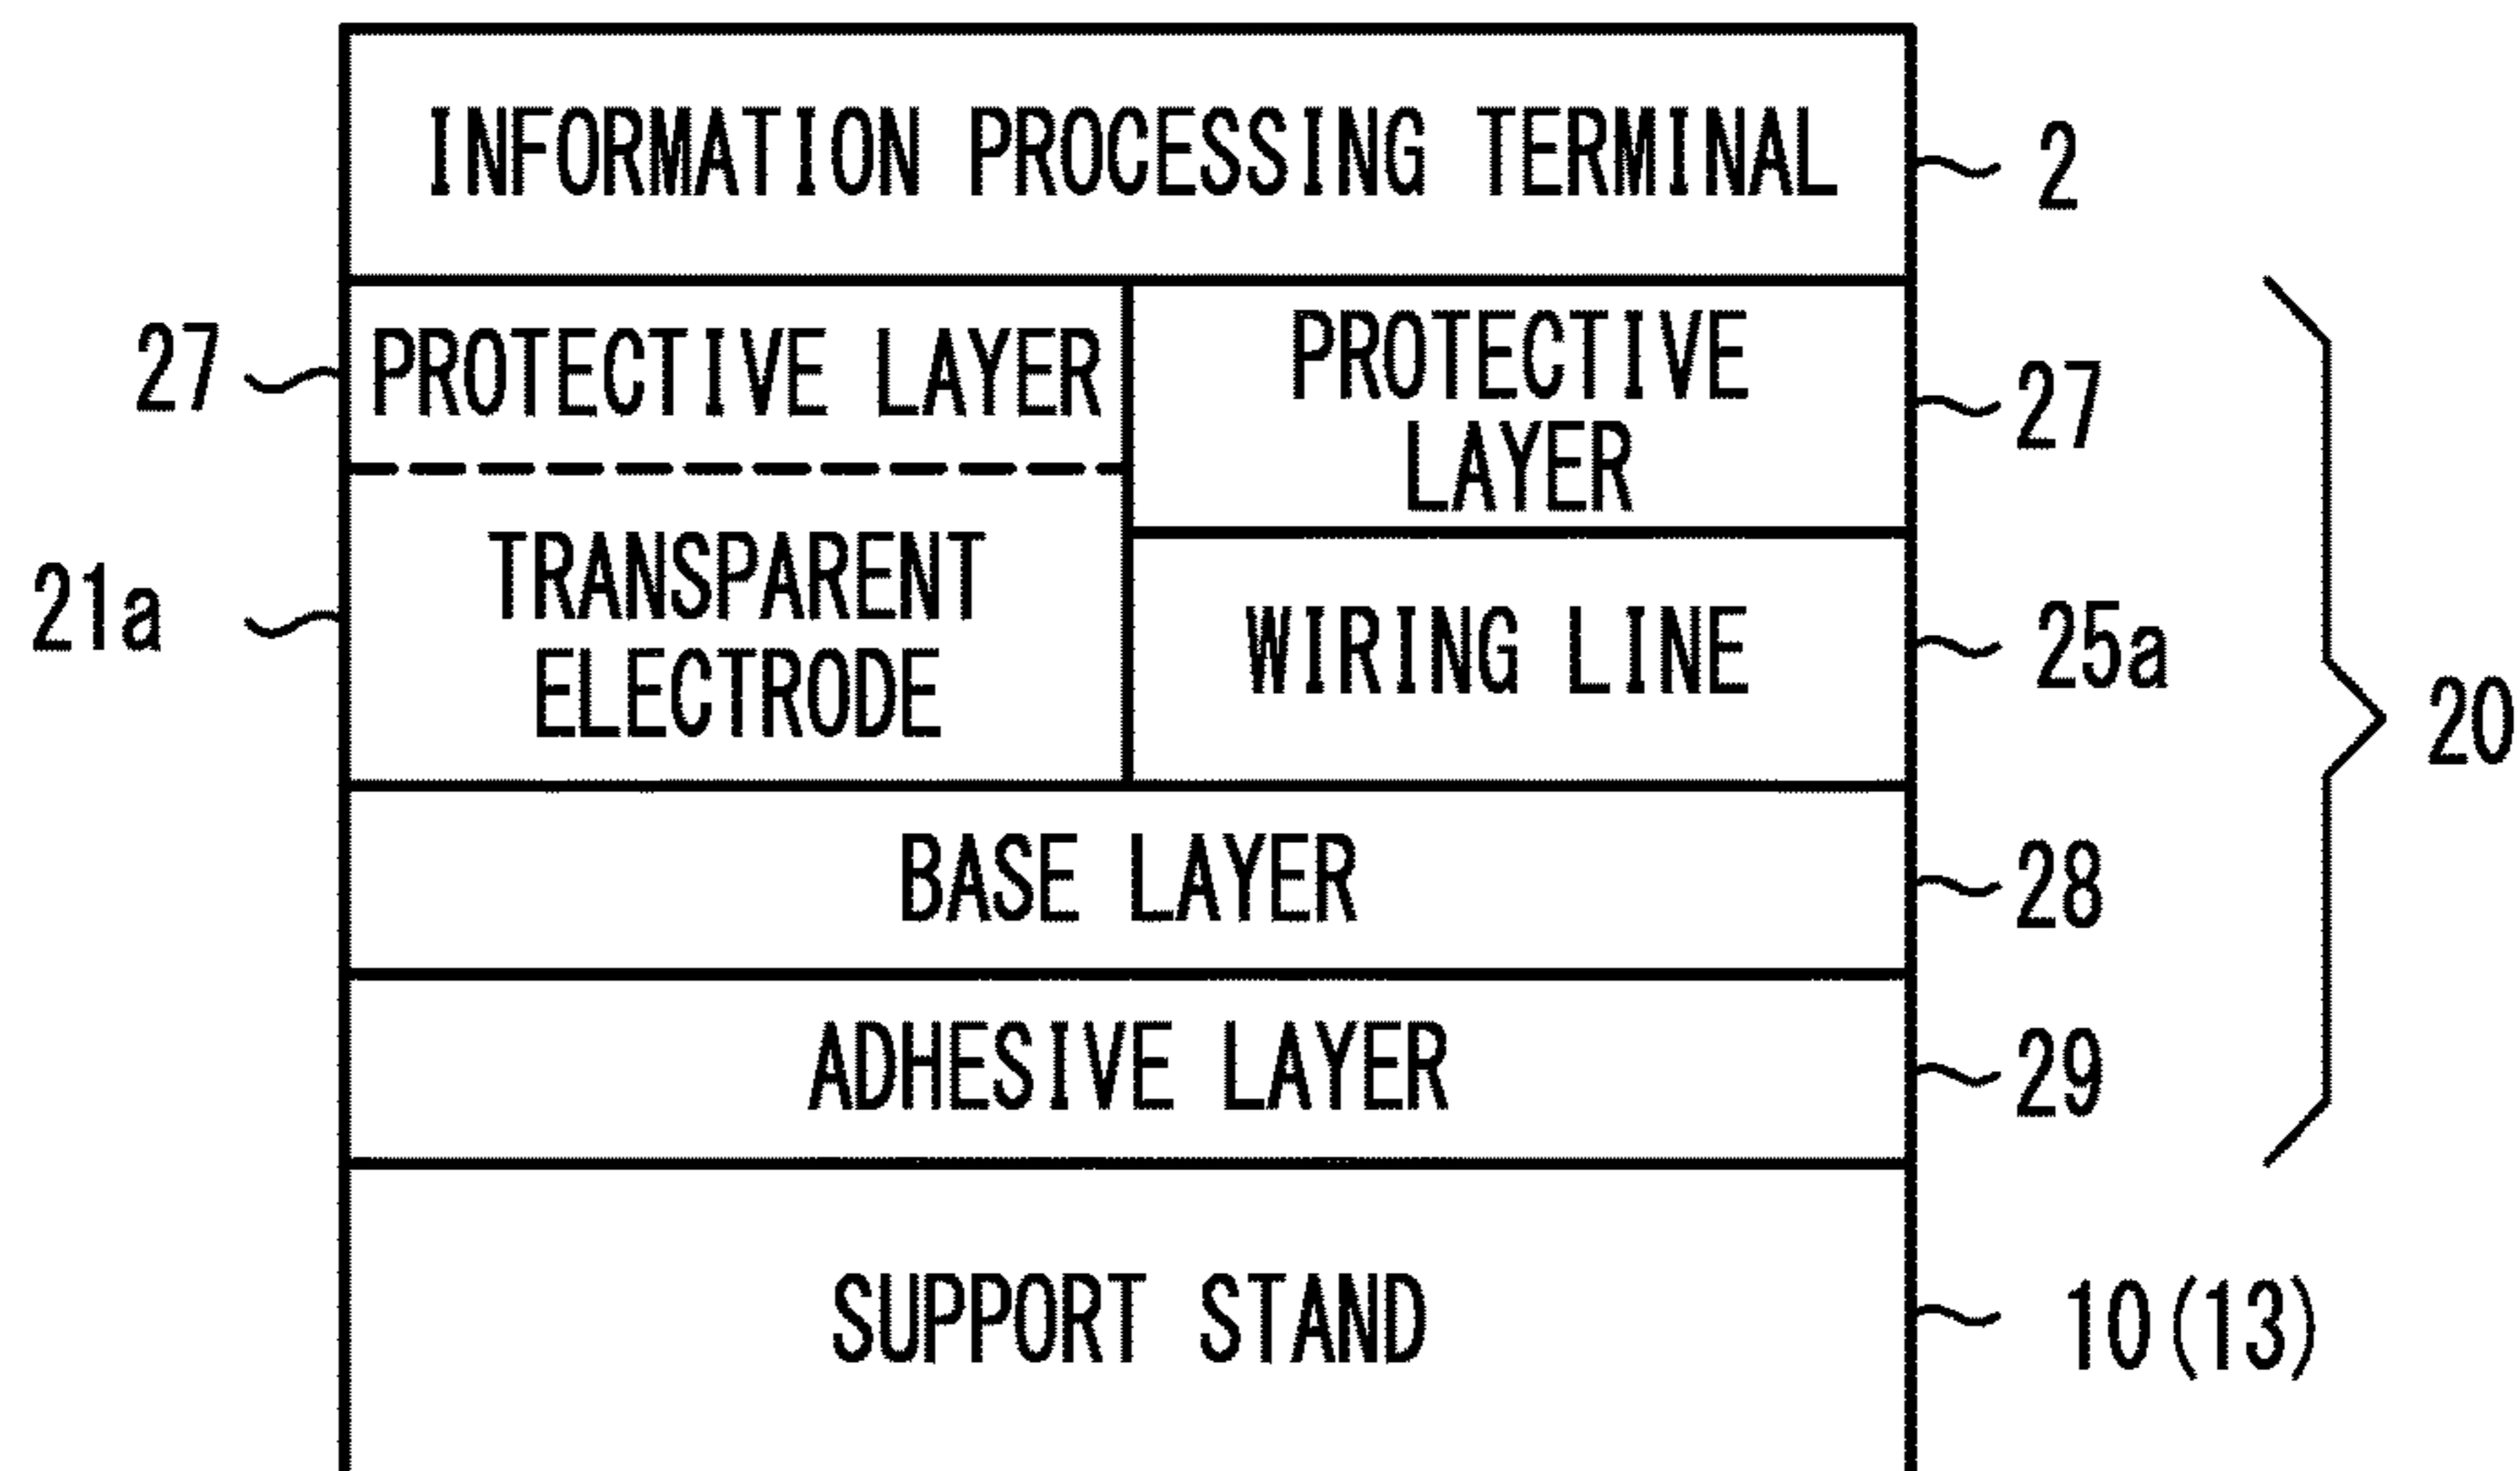 INFORMATION PROCESSING TERMINAL
2
27
PROTECTIVE LAYER
PROTECTIVE
LAYER
27
21a
TRANSPARENT
ELECTRODE
WIRING LINE
25a
20
BASE LAYER
28
ADHESIVE LAYER
29
SUPPORT STAND
10(13)